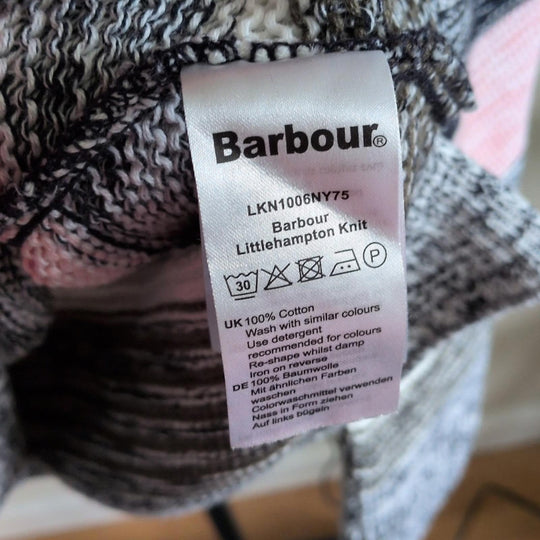 Barbour®
LKN1006NY75
Barbour
Littlehampton Knit
30
P
UK 100% Cotton
Wash with similar colours
Use detergent
recommended for colours
Re-shape whilst damp
Iron on reverse
DE 100% Baumwolle
Mit ähnlichen Farben
waschen
Colorwaschmittel verwenden
Nass in Form ziehen
Auf links bügeln